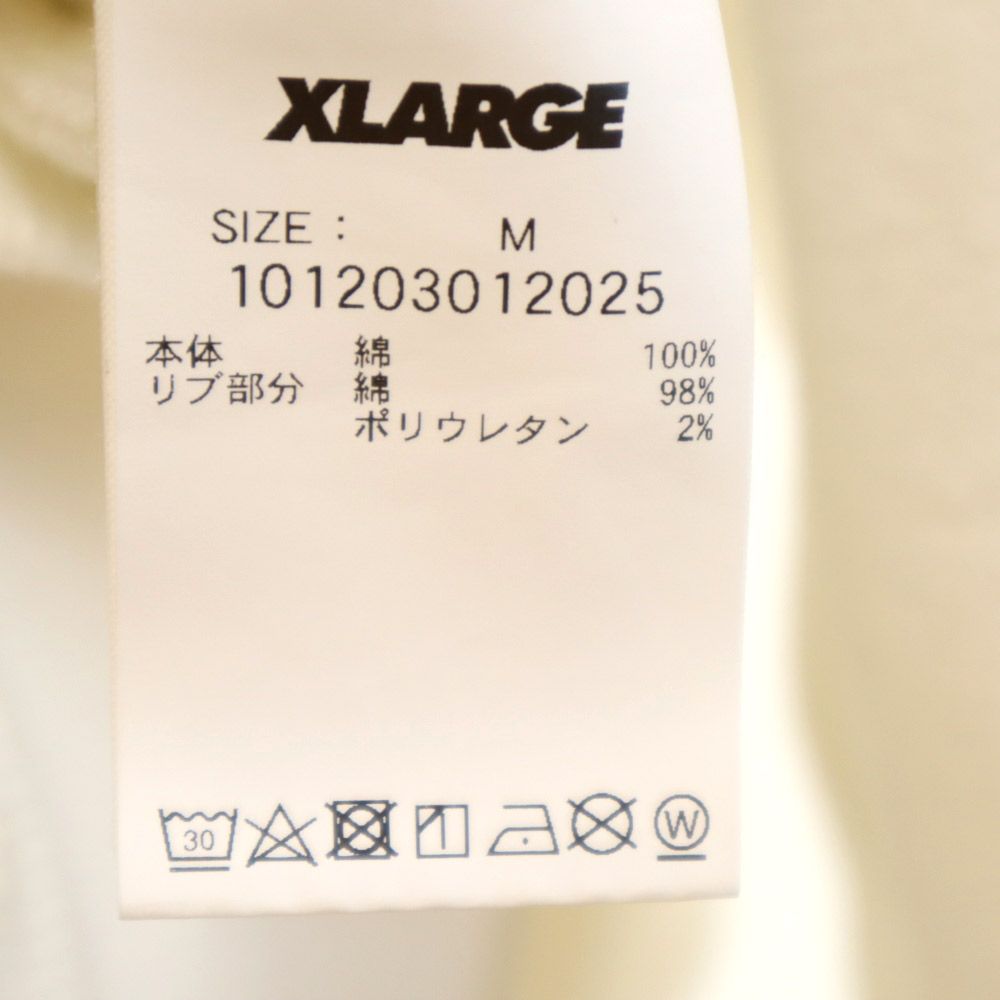 XLARGE
SIZE : M
101203012025
本体 綿 100%
リブ部分 綿 98%
ポリウレタン 2%
30
W